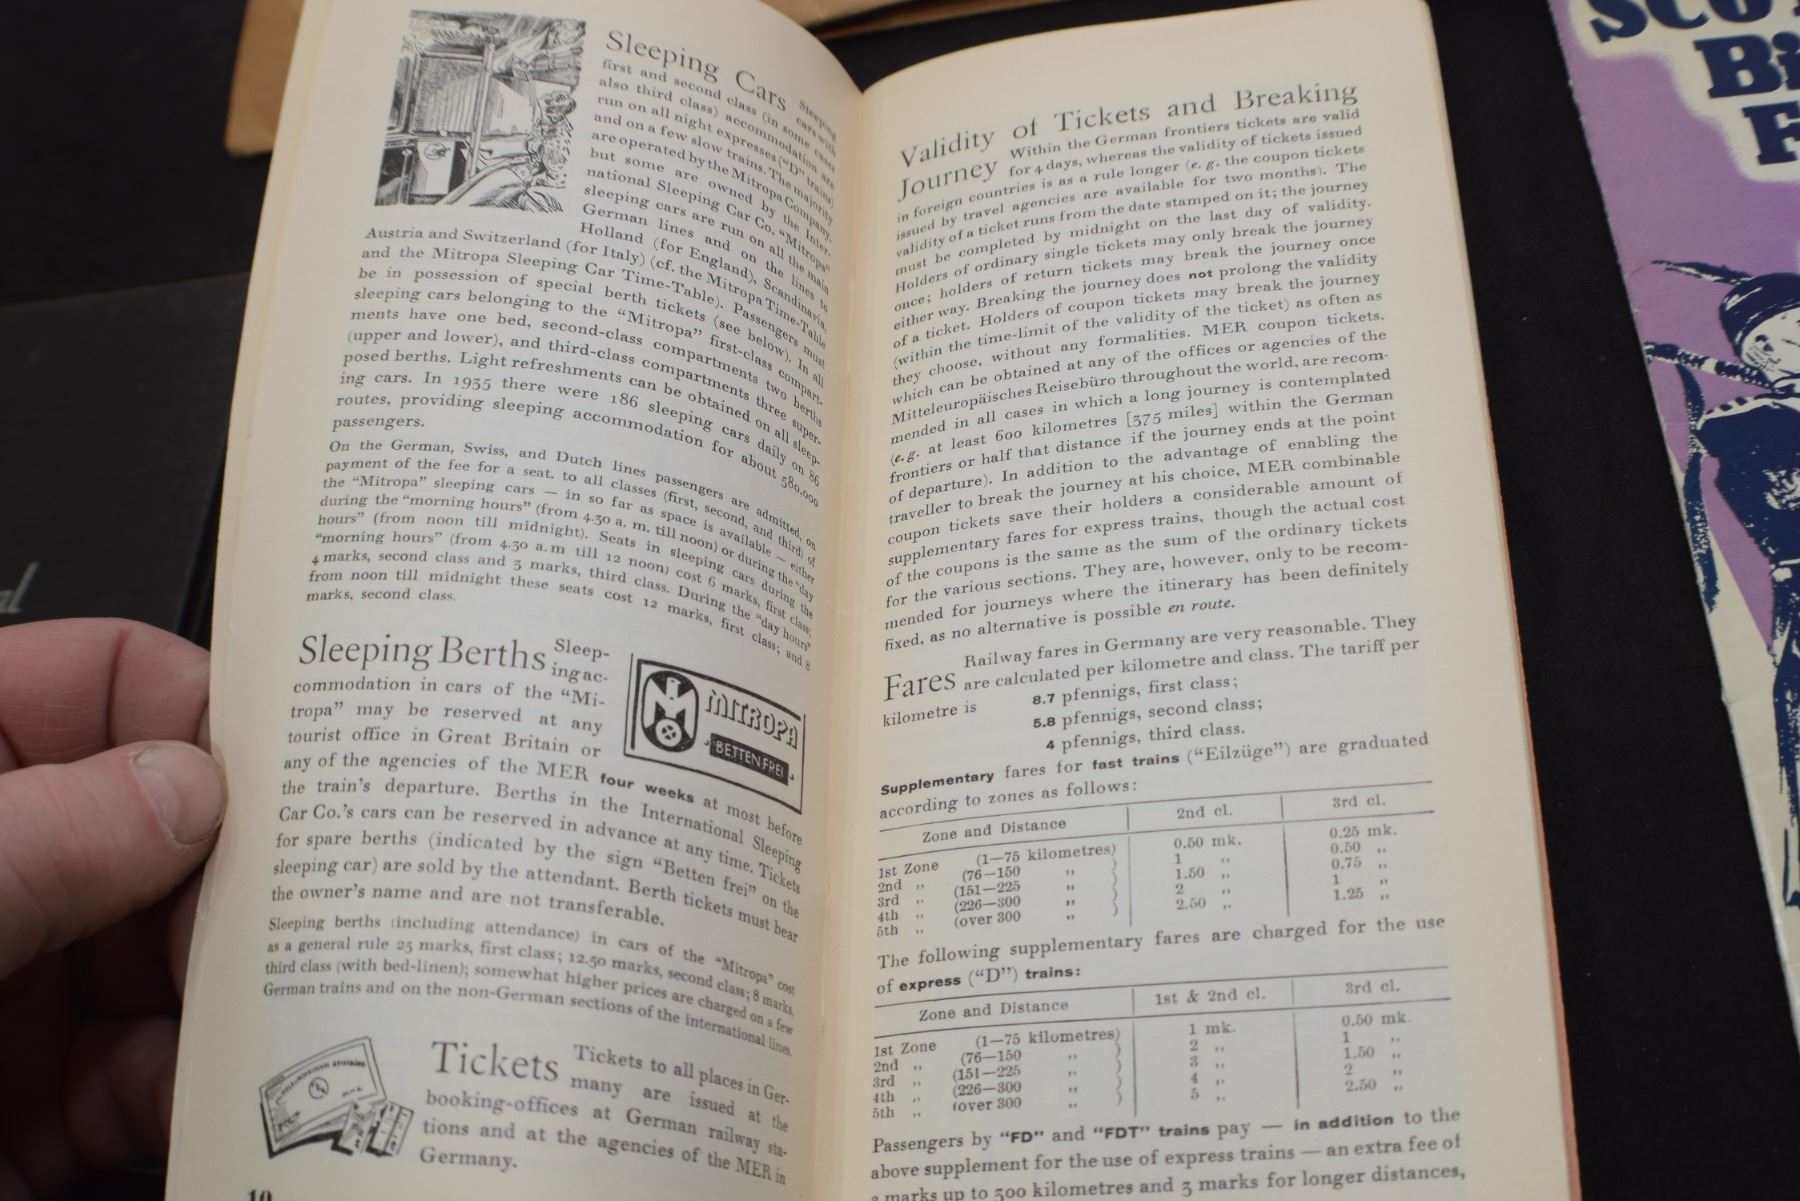 Sleeping Cars Sleeping
cars with
first and second class (in some cases
also third class) accommodation are
run on all night expresses ("D" trains)
and on a few slow trains. The majority
are operated by the Mitropa Company,
but some are owned by the Inter-
national Sleeping Car Co. "Mitropa"
sleeping cars are run on all the main
German lines and on the lines to
Holland (for England), Scandinavia,
Austria and Switzerland (for Italy) (cf. the Mitropa Time-Table
and the Mitropa Sleeping Car Time-Table). Passengers must
be in possession of special berth tickets (see below). In all
sleeping cars belonging to the "Mitropa" first-class compart-
ments have one bed, second-class compartments two berths
(upper and lower), and third-class compartments three super-
posed berths. Light refreshments can be obtained on all sleep-
ing cars. In 1935 there were 186 sleeping cars daily on 86
routes, providing sleeping accommodation for about 580,000
passengers.
On the German, Swiss, and Dutch lines passengers are admitted, on
payment of the fee for a seat, to all classes (first, second, and third) of
the "Mitropa" sleeping cars — in so far as space is available — either
during the "morning hours" (from 4.30 a. m. till noon) or during the "day
hours" (from noon till midnight). Seats in sleeping cars during the
"morning hours" (from 4.30 a.m. till 12 noon) cost 6 marks, first class;
4 marks, second class and 3 marks, third class. During the "day hours"
from noon till midnight these seats cost 12 marks, first class; and 8
marks, second class.
Sleeping Berths Sleep-
ing ac-
commodation in cars of the "Mi-
tropa" may be reserved at any
tourist office in Great Britain or
any of the agencies of the MER four weeks at most before
the train's departure. Berths in the International Sleeping
Car Co.'s cars can be reserved in advance at any time. Tickets
for spare berths (indicated by the sign "Betten frei" on the
sleeping car) are sold by the attendant. Berth tickets must bear
the owner's name and are not transferable.
MITROPA
BETTEN FREI
Sleeping berths (including attendance) in cars of the "Mitropa" cost
as a general rule 25 marks, first class; 12.50 marks, second class; 8 marks,
third class (with bed-linen); somewhat higher prices are charged on a few
German trains and on the non-German sections of the international lines.
Tickets Tickets to all places in Ger-
many are issued at the
booking-offices at German railway sta-
tions and at the agencies of the MER in
Germany.
10
Validity of Tickets and Breaking
Journey Within the German frontiers tickets are valid
for 4 days, whereas the validity of tickets issued
in foreign countries is as a rule longer (e. g. the coupon tickets
issued by travel agencies are available for two months). The
validity of a ticket runs from the date stamped on it; the journey
must be completed by midnight on the last day of validity.
Holders of ordinary single tickets may only break the journey
once; holders of return tickets may break the journey once
either way. Breaking the journey does not prolong the validity
of a ticket. Holders of coupon tickets may break the journey
(within the time-limit of the validity of the ticket) as often as
they choose, without any formalities. MER coupon tickets,
which can be obtained at any of the offices or agencies of the
Mitteleuropäisches Reisebüro throughout the world, are recom-
mended in all cases in which a long journey is contemplated
(e. g. at least 600 kilometres [375 miles] within the German
frontiers or half that distance if the journey ends at the point
of departure). In addition to the advantage of enabling the
traveller to break the journey at his choice, MER combinable
coupon tickets save their holders a considerable amount of
supplementary fares for express trains, though the actual cost
of the coupons is the same as the sum of the ordinary tickets
for the various sections. They are, however, only to be recom-
mended for journeys where the itinerary has been definitely
fixed, as no alternative is possible en route.
Fares Railway fares in Germany are very reasonable. They
are calculated per kilometre and class. The tariff per
kilometre is 8.7 pfennigs, first class;
5.8 pfennigs, second class;
4 pfennigs, third class.
Supplementary fares for fast trains ("Eilzüge") are graduated
according to zones as follows:
Zone and Distance 2nd cl. 3rd cl.
1st Zone (1—75 kilometres) 0.50 mk. 0.25 mk.
2nd „ (76—150 „ ) 1 „ 0.50 „
3rd „ (151—225 „ ) 1.50 „ 0.75 „
4th „ (226—300 „ ) 2 „ 1 „
5th „ (over 300 „ ) 2.50 „ 1.25 „
The following supplementary fares are charged for the use
of express ("D") trains:
Zone and Distance 1st & 2nd cl. 3rd cl.
1st Zone (1—75 kilometres) 1 mk. 0.50 mk.
2nd „ (76—150 „ ) 2 „ 1 „
3rd „ (151—225 „ ) 3 „ 1.50 „
4th „ (226—300 „ ) 4 „ 2 „
5th „ (over 300 „ ) 5 „ 2.50 „
Passengers by "FD" and "FDT" trains pay — in addition to the
above supplement for the use of express trains — an extra fee of
marks up to 300 kilometres and 3 marks for longer distances,